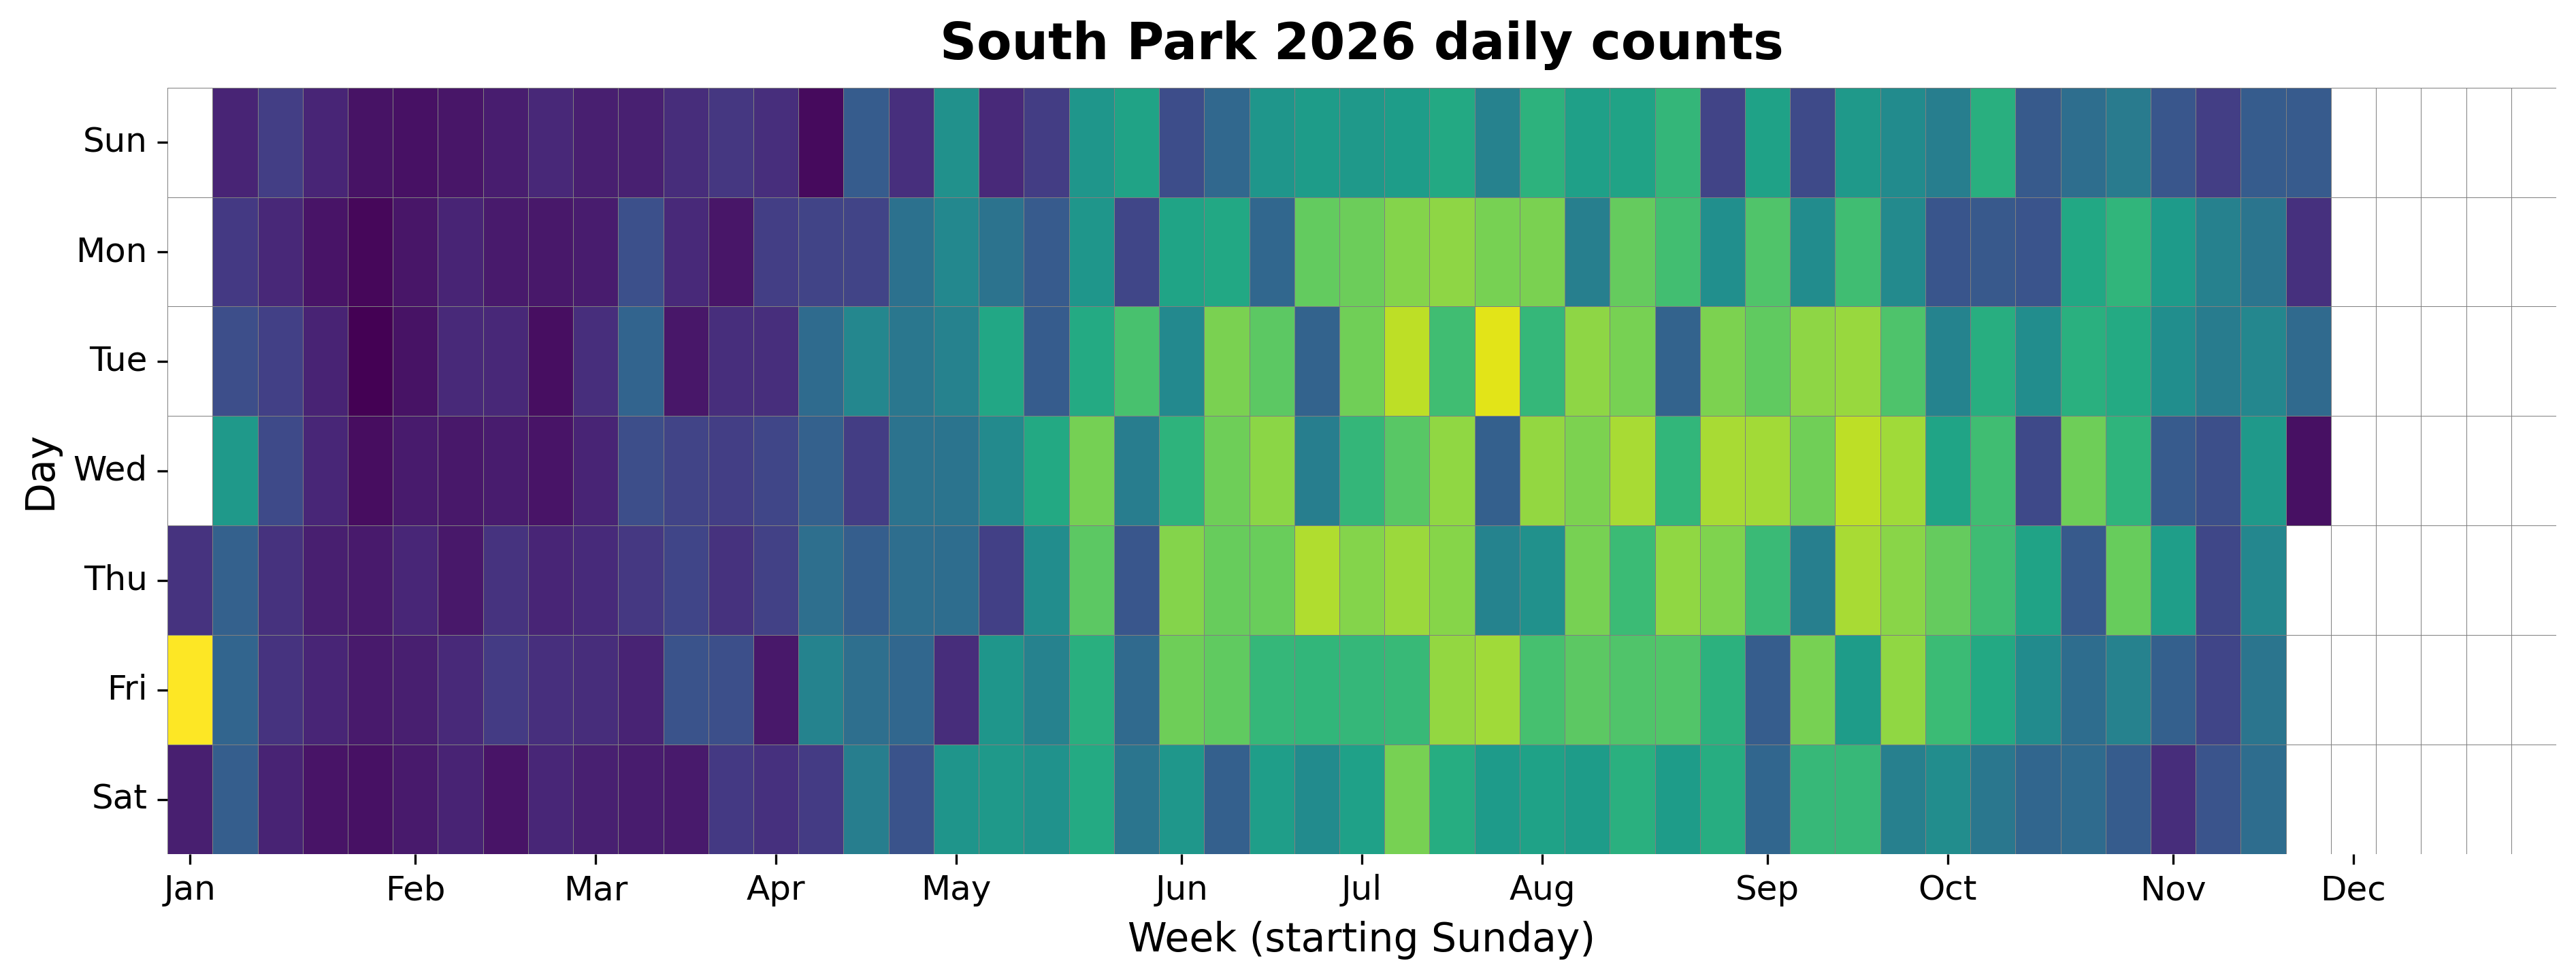 South Park 2026 daily counts
Day
Sun
Mon
Tue
Wed
Thu
Fri
Sat
Jan Feb Mar Apr May Jun Jul Aug Sep Oct Nov Dec
Week (starting Sunday)